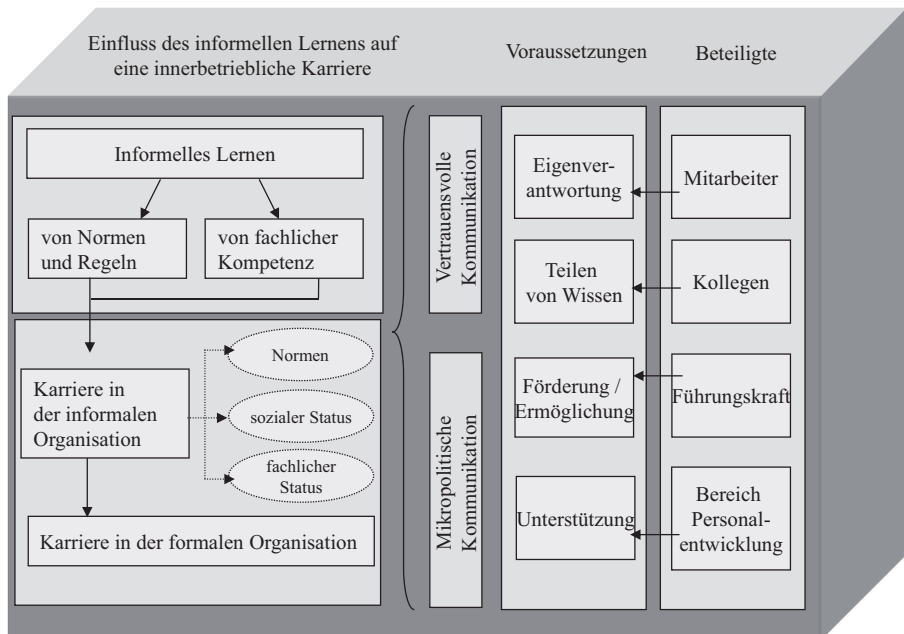 Einfluss des informellen Lernens auf
eine innerbetriebliche Karriere
Voraussetzungen
Beteiligte
Informelles Lernen
von Normen
und Regeln
von fachlicher
Kompetenz
Karriere in
der informalen
Organisation
Normen
sozialer Status
fachlicher
Status
Karriere in der formalen Organisation
Vertrauensvolle
Kommunikation
Mikropolitische
Kommunikation
Eigenver-
antwortung
Teilen
von Wissen
Förderung /
Ermöglichung
Unterstützung
Mitarbeiter
Kollegen
Führungskraft
Bereich
Personal-
entwicklung